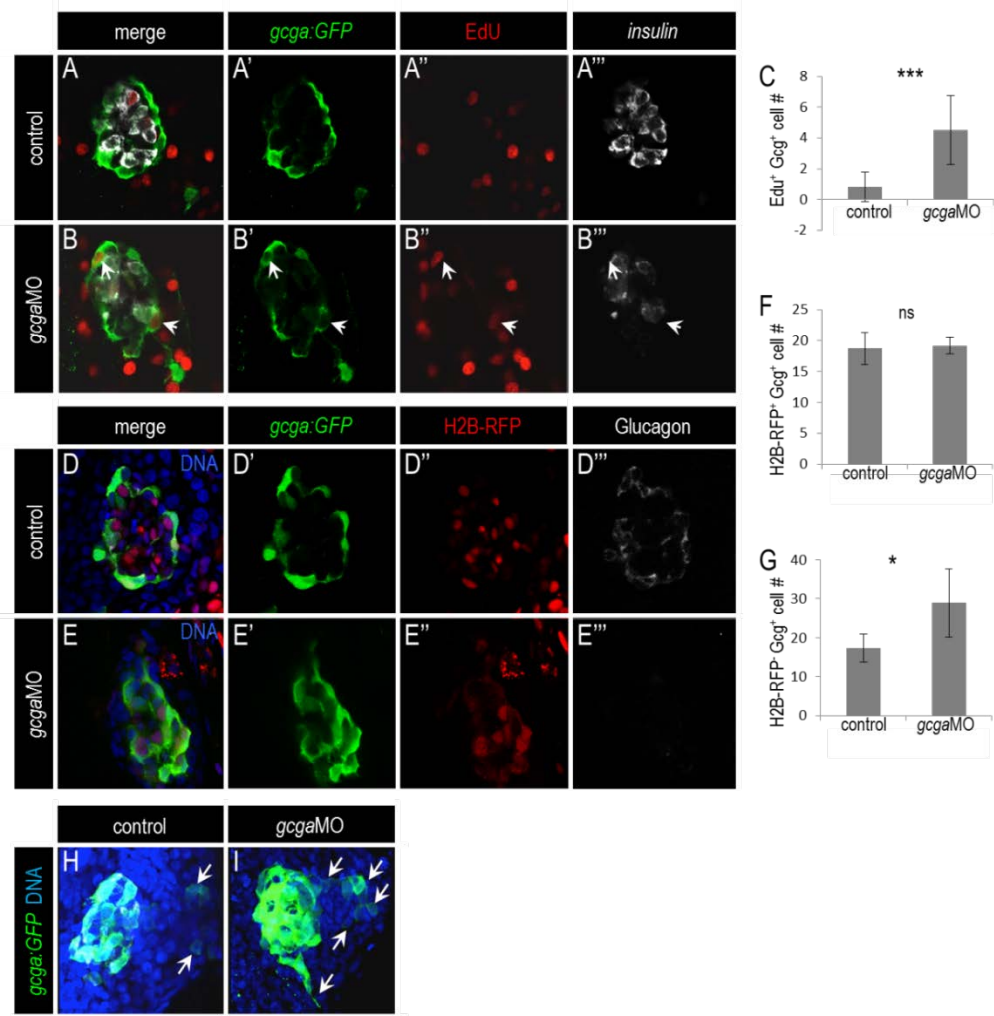 merge gcga:GFP EdU insulin
control
A A' A'' A'''
gcgaMO
B B' B'' B'''
C
Edu⁺ Gcg⁺ cell #
***
8
6
4
2
0
-2
control gcgaMO
merge gcga:GFP H2B-RFP Glucagon
control
D DNA D' D'' D'''
gcgaMO
E DNA E' E'' E'''
F
H2B-RFP⁺ Gcg⁺ cell #
ns
25
20
15
10
5
0
control gcgaMO
G
H2B-RFP⁻ Gcg⁺ cell #
*
40
30
20
10
0
control gcgaMO
control gcgaMO
gcga:GFP DNA
H I